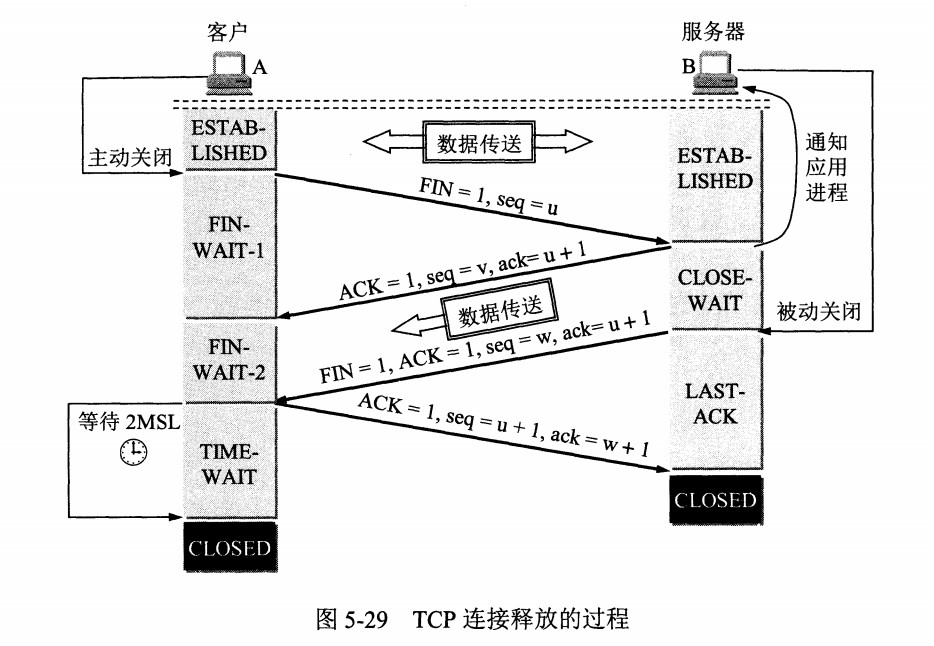 客户
服务器
A
B
ESTAB-
LISHED
数据传送
主动关闭
ESTAB-
LISHED
通知
应用
进程
FIN = 1, seq = u
FIN-
WAIT-1
ACK = 1, seq = v, ack= u + 1
CLOSE-
WAIT
数据传送
被动关闭
FIN-
WAIT-2
FIN = 1, ACK = 1, seq = w, ack= u + 1
LAST-
ACK
ACK = 1, seq = u + 1, ack = w + 1
等待 2MSL
TIME-
WAIT
CLOSED
CLOSED
图 5-29 TCP 连接释放的过程